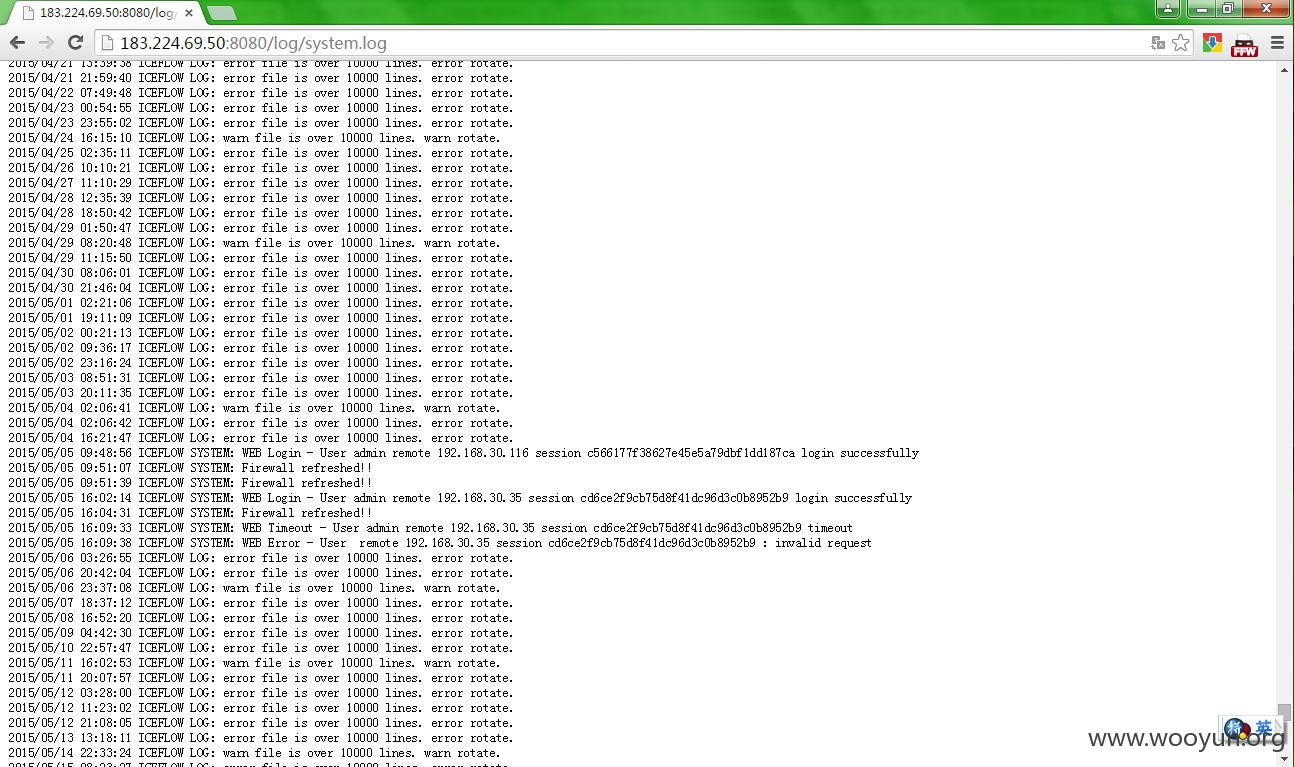 183.224.69.50:8080/log,
183.224.69.50:8080/log/system.log
FFW
2015/04/21 13:39:38 ICEFLOW LOG: error file is over 10000 lines. error rotate.
2015/04/21 21:59:40 ICEFLOW LOG: error file is over 10000 lines. error rotate.
2015/04/22 07:49:48 ICEFLOW LOG: error file is over 10000 lines. error rotate.
2015/04/23 00:54:55 ICEFLOW LOG: error file is over 10000 lines. error rotate.
2015/04/23 23:55:02 ICEFLOW LOG: error file is over 10000 lines. error rotate.
2015/04/24 16:15:10 ICEFLOW LOG: warn file is over 10000 lines. warn rotate.
2015/04/25 02:35:11 ICEFLOW LOG: error file is over 10000 lines. error rotate.
2015/04/26 10:10:21 ICEFLOW LOG: error file is over 10000 lines. error rotate.
2015/04/27 11:10:29 ICEFLOW LOG: error file is over 10000 lines. error rotate.
2015/04/28 12:35:39 ICEFLOW LOG: error file is over 10000 lines. error rotate.
2015/04/28 18:50:42 ICEFLOW LOG: error file is over 10000 lines. error rotate.
2015/04/29 01:50:47 ICEFLOW LOG: error file is over 10000 lines. error rotate.
2015/04/29 08:20:48 ICEFLOW LOG: warn file is over 10000 lines. warn rotate.
2015/04/29 11:15:50 ICEFLOW LOG: error file is over 10000 lines. error rotate.
2015/04/30 08:06:01 ICEFLOW LOG: error file is over 10000 lines. error rotate.
2015/04/30 21:46:04 ICEFLOW LOG: error file is over 10000 lines. error rotate.
2015/05/01 02:21:06 ICEFLOW LOG: error file is over 10000 lines. error rotate.
2015/05/01 19:11:09 ICEFLOW LOG: error file is over 10000 lines. error rotate.
2015/05/02 00:21:13 ICEFLOW LOG: error file is over 10000 lines. error rotate.
2015/05/02 09:36:17 ICEFLOW LOG: error file is over 10000 lines. error rotate.
2015/05/02 23:16:24 ICEFLOW LOG: error file is over 10000 lines. error rotate.
2015/05/03 08:51:31 ICEFLOW LOG: error file is over 10000 lines. error rotate.
2015/05/03 20:11:35 ICEFLOW LOG: error file is over 10000 lines. error rotate.
2015/05/04 02:06:41 ICEFLOW LOG: warn file is over 10000 lines. warn rotate.
2015/05/04 02:06:42 ICEFLOW LOG: error file is over 10000 lines. error rotate.
2015/05/04 16:21:47 ICEFLOW LOG: error file is over 10000 lines. error rotate.
2015/05/05 09:48:56 ICEFLOW SYSTEM: WEB Login - User admin remote 192.168.30.116 session c566177f38627e45e5a79dbf1dd187ca login successfully
2015/05/05 09:51:07 ICEFLOW SYSTEM: Firewall refreshed!!
2015/05/05 09:51:39 ICEFLOW SYSTEM: Firewall refreshed!!
2015/05/05 16:02:14 ICEFLOW SYSTEM: WEB Login - User admin remote 192.168.30.35 session cd6ce2f9cb75d8f41dc96d3c0b8952b9 login successfully
2015/05/05 16:04:31 ICEFLOW SYSTEM: Firewall refreshed!!
2015/05/05 16:09:33 ICEFLOW SYSTEM: WEB Timeout - User admin remote 192.168.30.35 session cd6ce2f9cb75d8f41dc96d3c0b8952b9 timeout
2015/05/05 16:09:38 ICEFLOW SYSTEM: WEB Error - User  remote 192.168.30.35 session cd6ce2f9cb75d8f41dc96d3c0b8952b9 : invalid request
2015/05/06 03:26:55 ICEFLOW LOG: error file is over 10000 lines. error rotate.
2015/05/06 20:42:04 ICEFLOW LOG: error file is over 10000 lines. error rotate.
2015/05/06 23:37:08 ICEFLOW LOG: warn file is over 10000 lines. warn rotate.
2015/05/07 18:37:12 ICEFLOW LOG: error file is over 10000 lines. error rotate.
2015/05/08 16:52:20 ICEFLOW LOG: error file is over 10000 lines. error rotate.
2015/05/09 04:42:30 ICEFLOW LOG: error file is over 10000 lines. error rotate.
2015/05/10 22:57:47 ICEFLOW LOG: error file is over 10000 lines. error rotate.
2015/05/11 16:02:53 ICEFLOW LOG: warn file is over 10000 lines. warn rotate.
2015/05/11 20:07:57 ICEFLOW LOG: error file is over 10000 lines. error rotate.
2015/05/12 03:28:00 ICEFLOW LOG: error file is over 10000 lines. error rotate.
2015/05/12 11:23:02 ICEFLOW LOG: error file is over 10000 lines. error rotate.
2015/05/12 21:08:05 ICEFLOW LOG: error file is over 10000 lines. error rotate.
2015/05/13 13:18:11 ICEFLOW LOG: error file is over 10000 lines. error rotate.
2015/05/14 22:33:24 ICEFLOW LOG: warn file is over 10000 lines. warn rotate.
ICEFLOW LOG: error file is over 10000 lines. error rotate.
英
www.wooyun.org